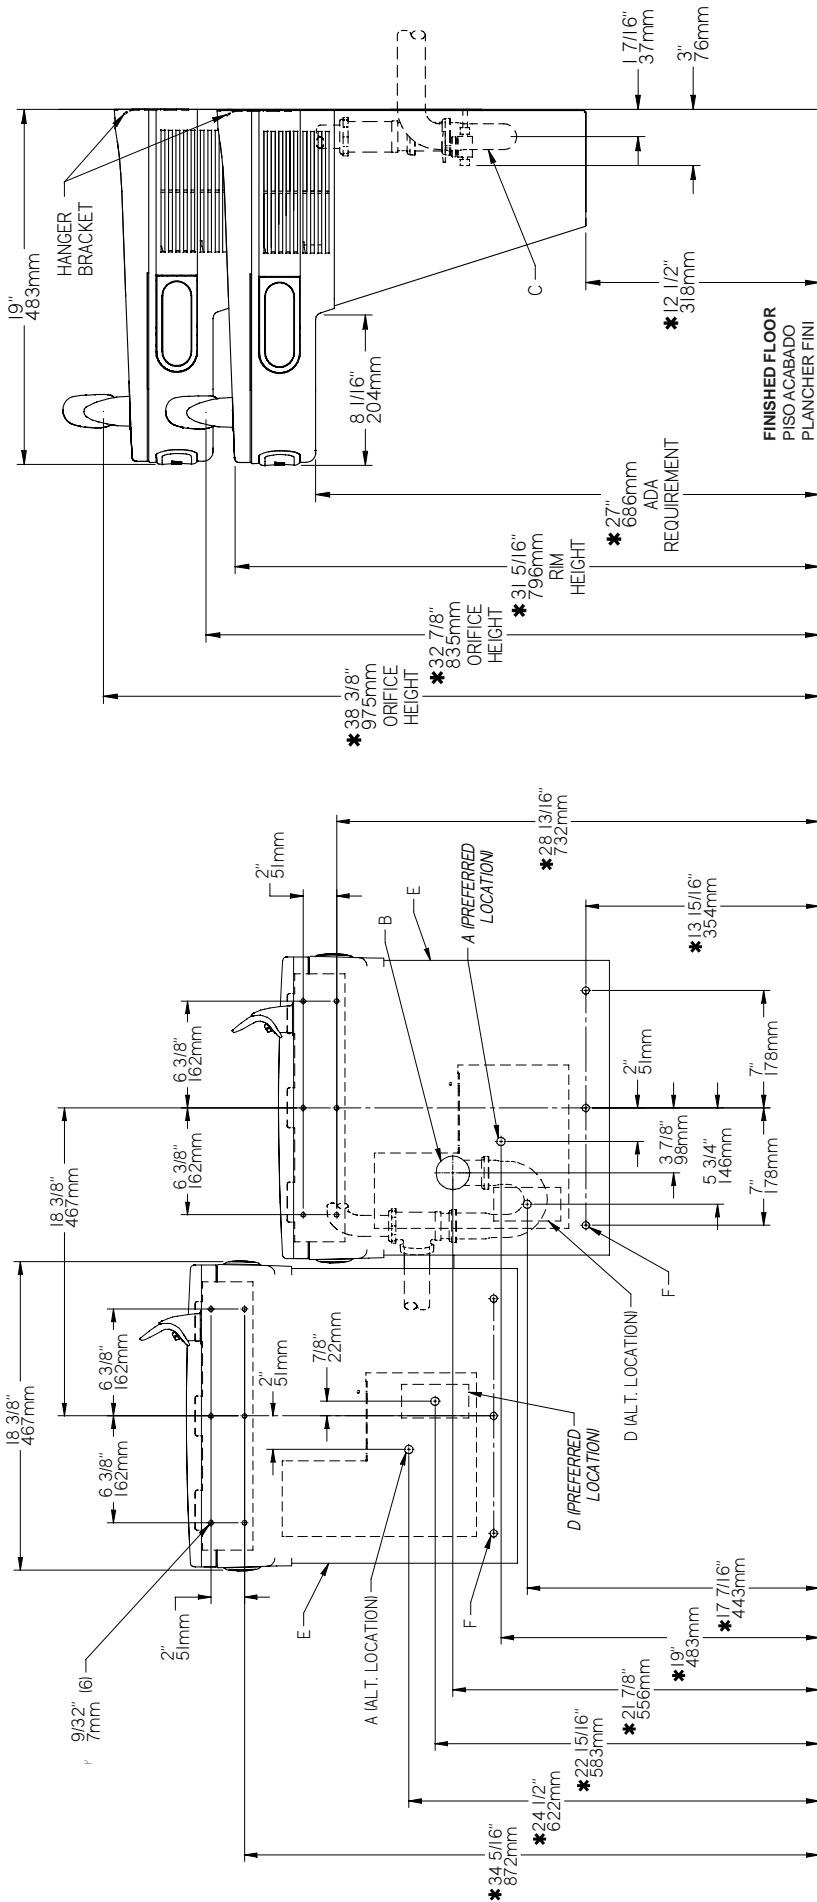 19"
483mm
HANGER
BRACKET
1 7/16"
37mm
3"
76mm
C
8 1/16"
204mm
*12 1/2"
318mm
FINISHED FLOOR
PISO ACABADO
PLANCHER FINI
*27"
686mm
ADA
REQUIREMENT
*31 5/16"
796mm
RIM
HEIGHT
*32 7/8"
835mm
ORIFICE
HEIGHT
*38 3/8"
975mm
ORIFICE
HEIGHT
*28 13/16"
732mm
2"
51mm
A (PREFERRED
LOCATION)
E
B
*13 15/16"
354mm
6 3/8"
162mm
6 3/8"
162mm
18 3/8"
467mm
7"
178mm
2"
51mm
3 7/8"
98mm
5 3/4"
146mm
7"
178mm
F
D (ALT. LOCATION)
18 3/8"
467mm
6 3/8"
162mm
6 3/8"
162mm
7/8"
22mm
2"
51mm
D (PREFERRED
LOCATION)
2"
51mm
E
A (ALT. LOCATION)
F
9/32" (6)
7mm
*17 7/16"
443mm
*19"
483mm
*21 7/8"
556mm
*22 15/16"
583mm
*24 1/2"
622mm
*34 5/16"
872mm